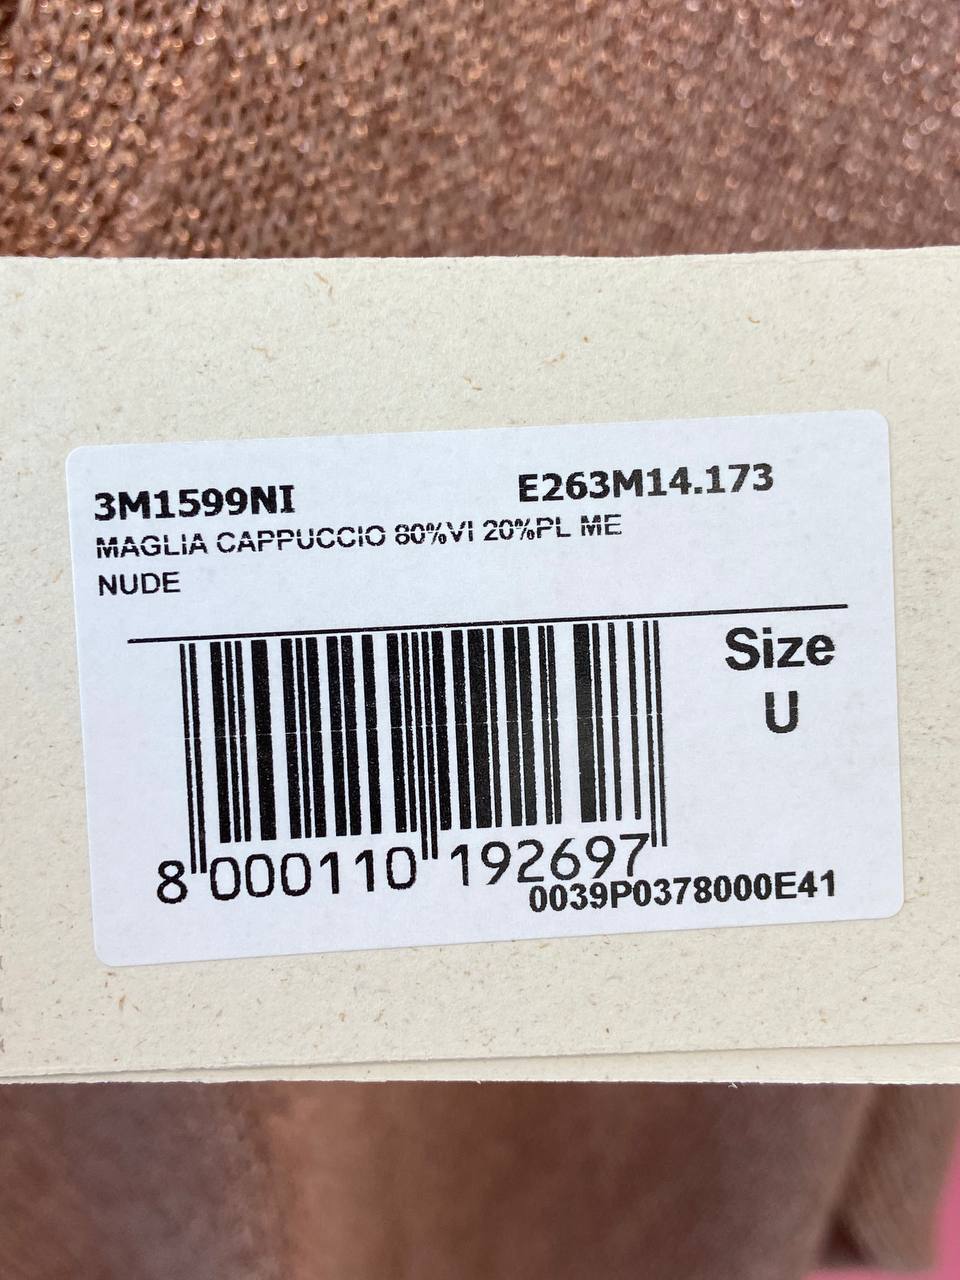 3M1599NI E263M14.173
MAGLIA CAPPUCCIO 80%VI 20%PL ME
NUDE
Size
U
8 000110 192697
0039P0378000E41